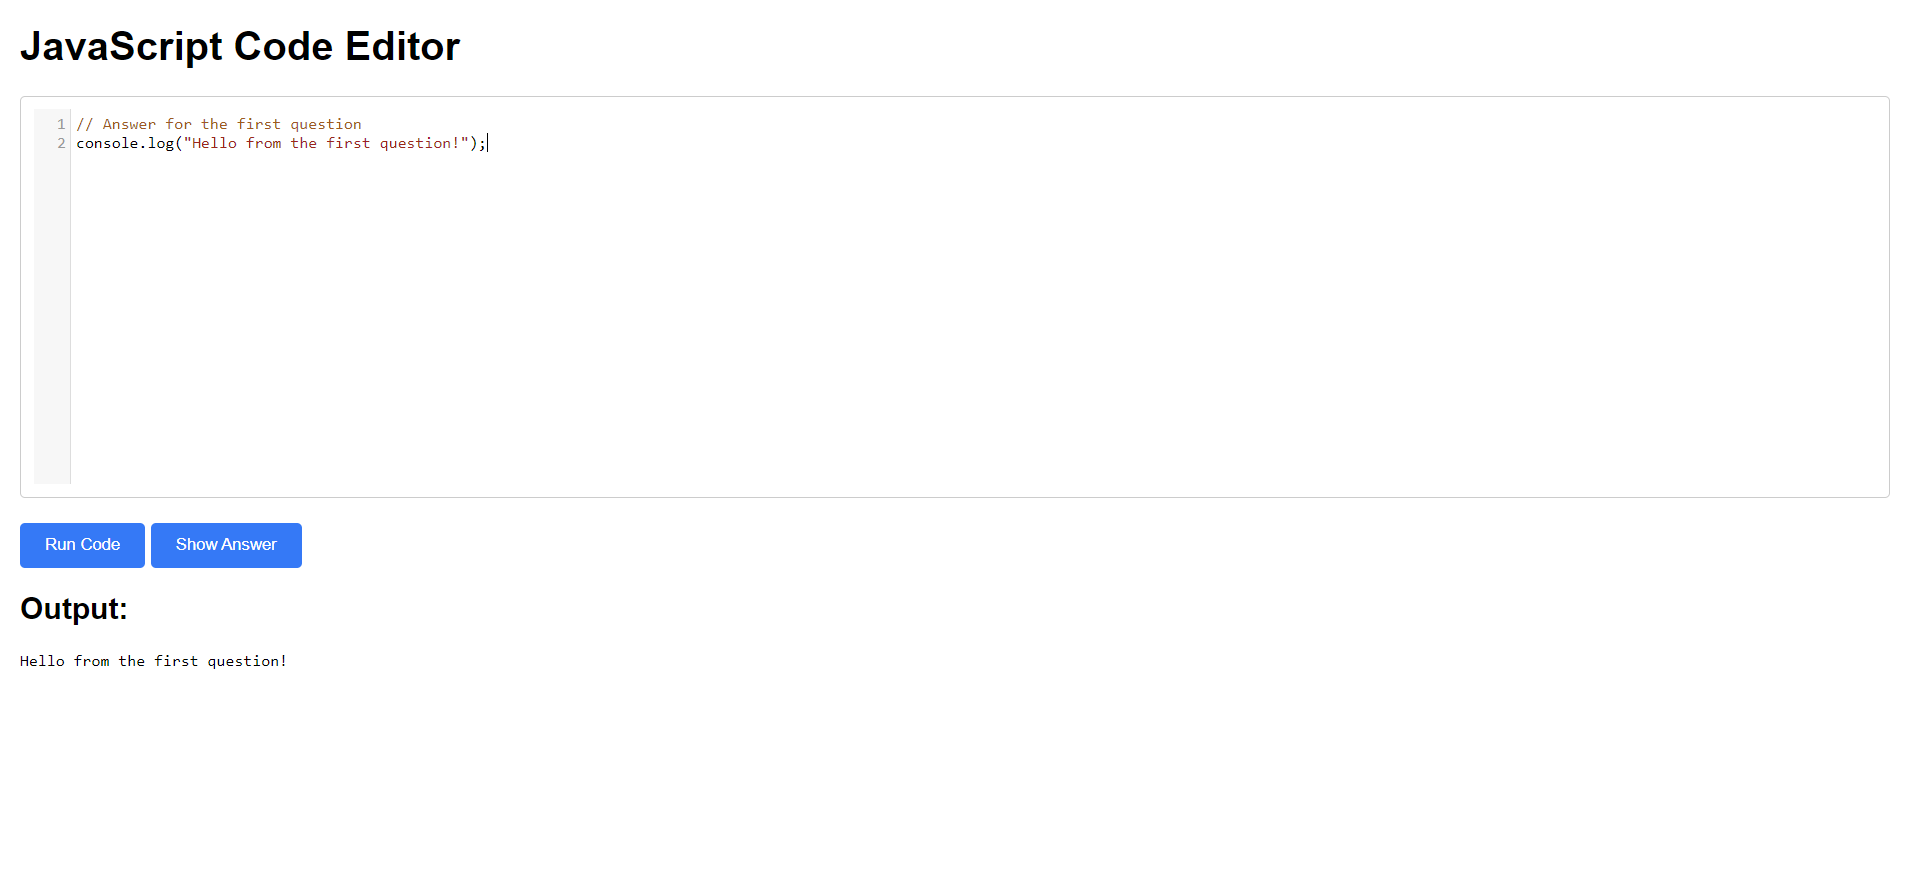 JavaScript Code Editor
1 // Answer for the first question
2 console.log("Hello from the first question!");
Run Code Show Answer
Output:
Hello from the first question!